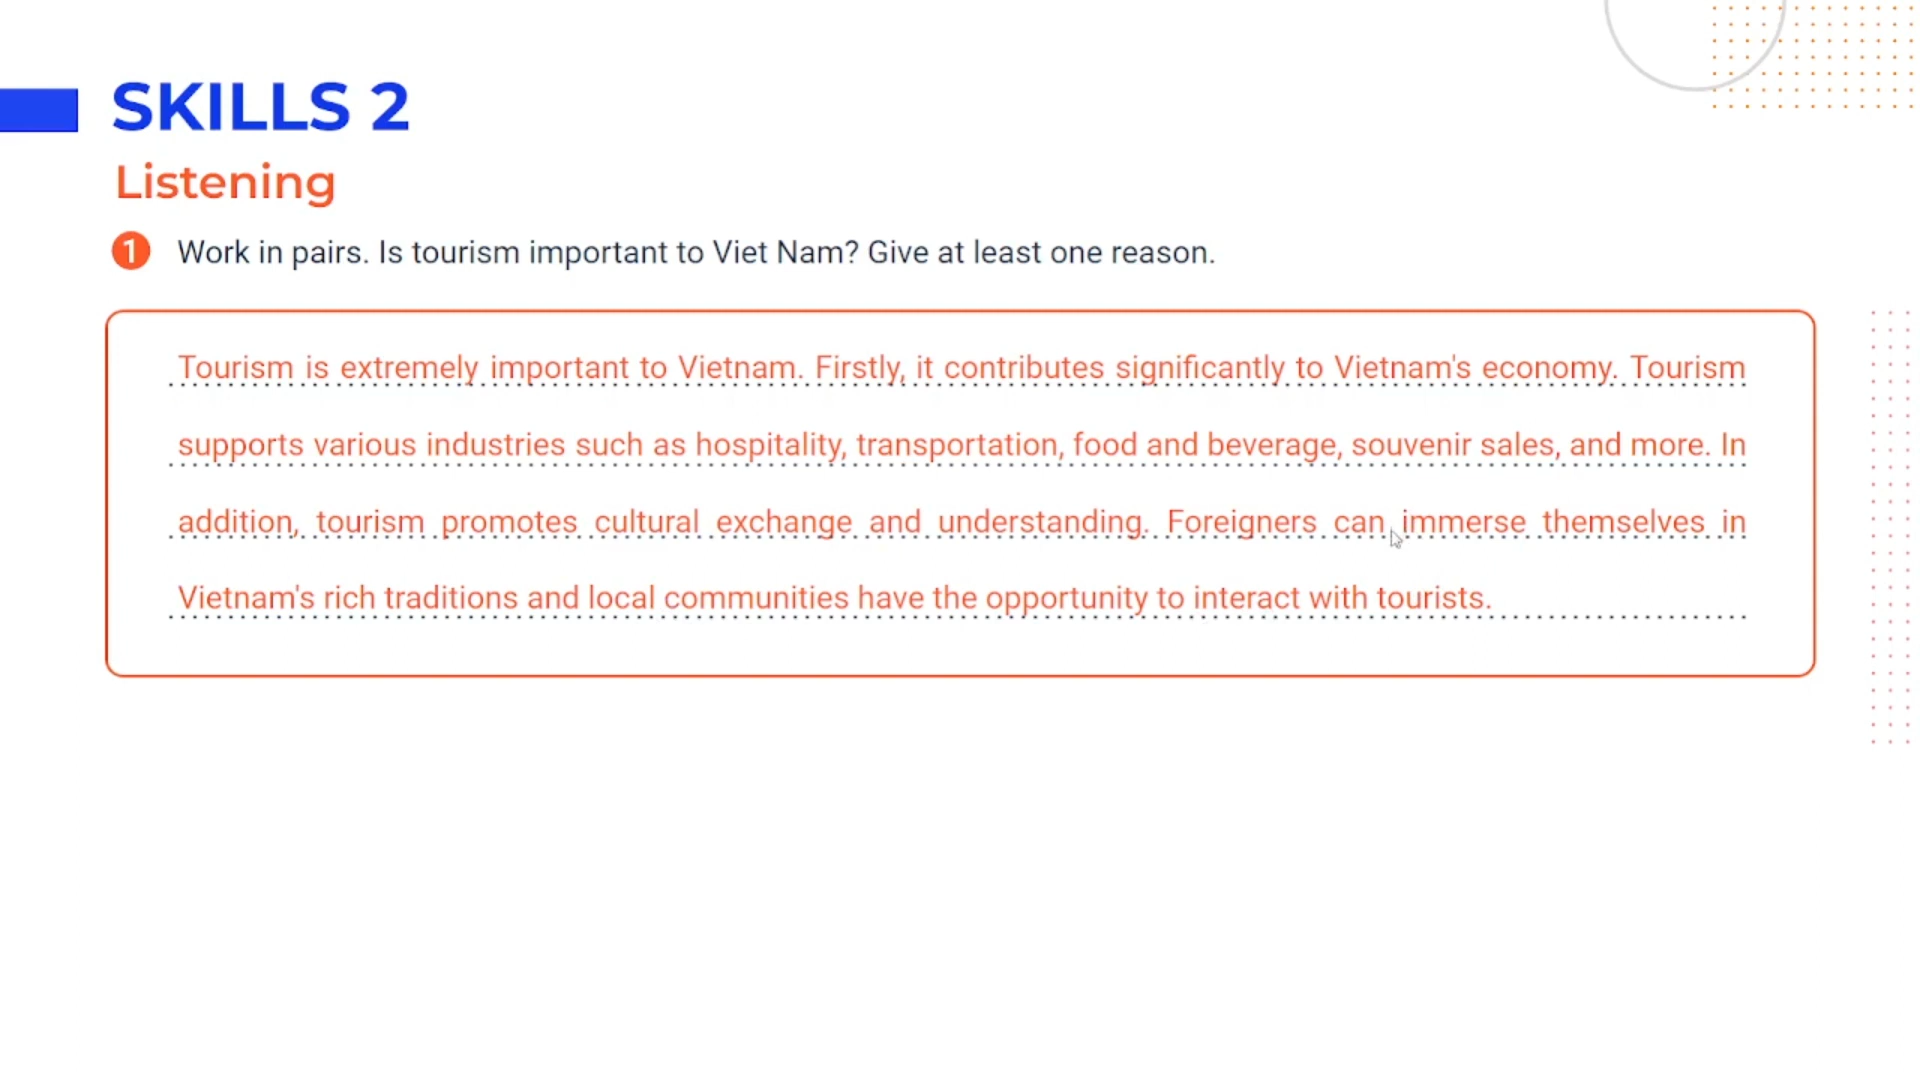 SKILLS 2
Listening
1 Work in pairs. Is tourism important to Viet Nam? Give at least one reason.
Tourism is extremely important to Vietnam. Firstly, it contributes significantly to Vietnam's economy. Tourism
supports various industries such as hospitality, transportation, food and beverage, souvenir sales, and more. In
addition, tourism promotes cultural exchange and understanding. Foreigners can immerse themselves in
Vietnam's rich traditions and local communities have the opportunity to interact with tourists.